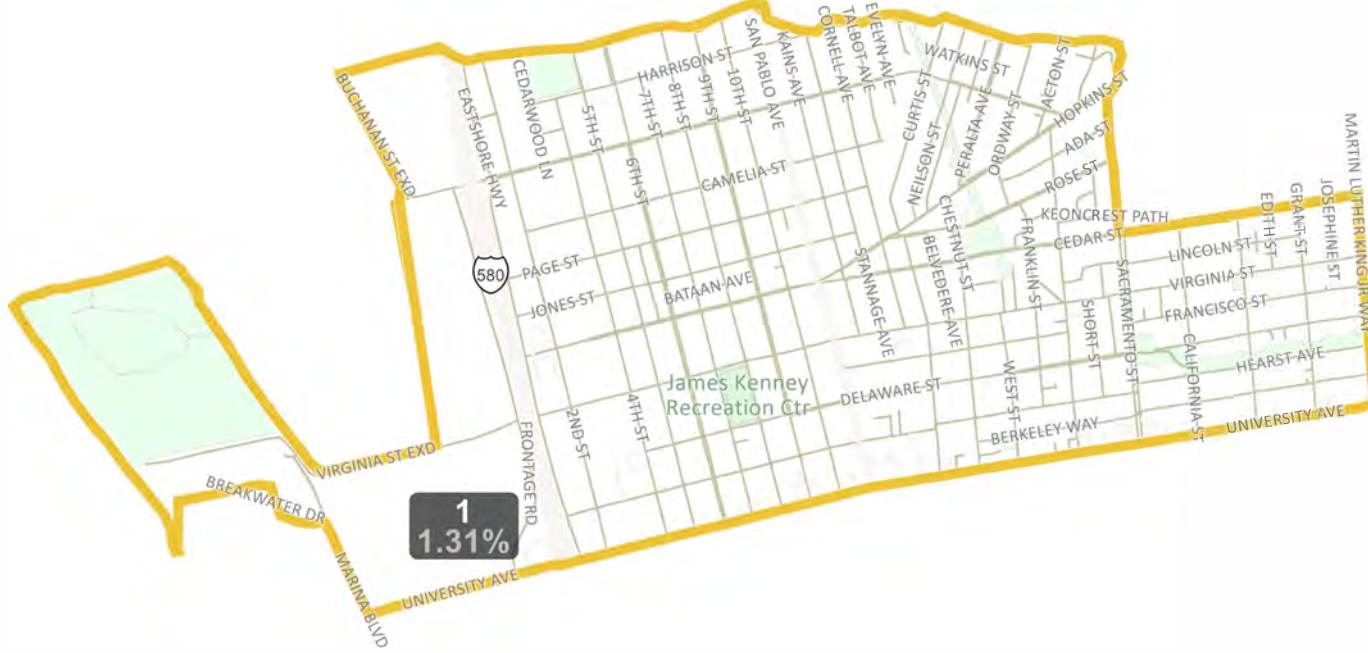 BUCHANAN ST EXD
EASTSHORE HWY
CEDARWOOD LN
HARRISON ST
5TH ST
7TH ST
8TH ST
9TH ST
10TH ST
SAN PABLO AVE
KAINS AVE
CORNELL AVE
TALBOT AVE
EVELYN AVE
WATKINS ST
CURTIS ST
NEILSON ST
PERALTA AVE
ORDWAY ST
ACTON ST
HOPKINS ST
ADA ST
ROSE ST
6TH ST
CAMELIA ST
KEONCREST PATH
CEDAR ST
MARTIN LUTHER KING JR WAY
JOSEPHINE ST
GRANT ST
EDITH ST
LINCOLN ST
VIRGINIA ST
FRANCISCO ST
580
PAGE ST
JONES ST
BATAAN AVE
STANNAGE AVE
BELVEDERE AVE
CHESTNUT ST
FRANKLIN ST
SHORT ST
SACRAMENTO ST
CALIFORNIA ST
HEARST AVE
James Kenney
Recreation Ctr
DELAWARE ST
WEST ST
BERKELEY WAY
UNIVERSITY AVE
2ND ST
4TH ST
FRONTAGE RD
VIRGINIA ST EXD
BREAKWATER DR
1
1.31%
MARINA BLVD
UNIVERSITY AVE